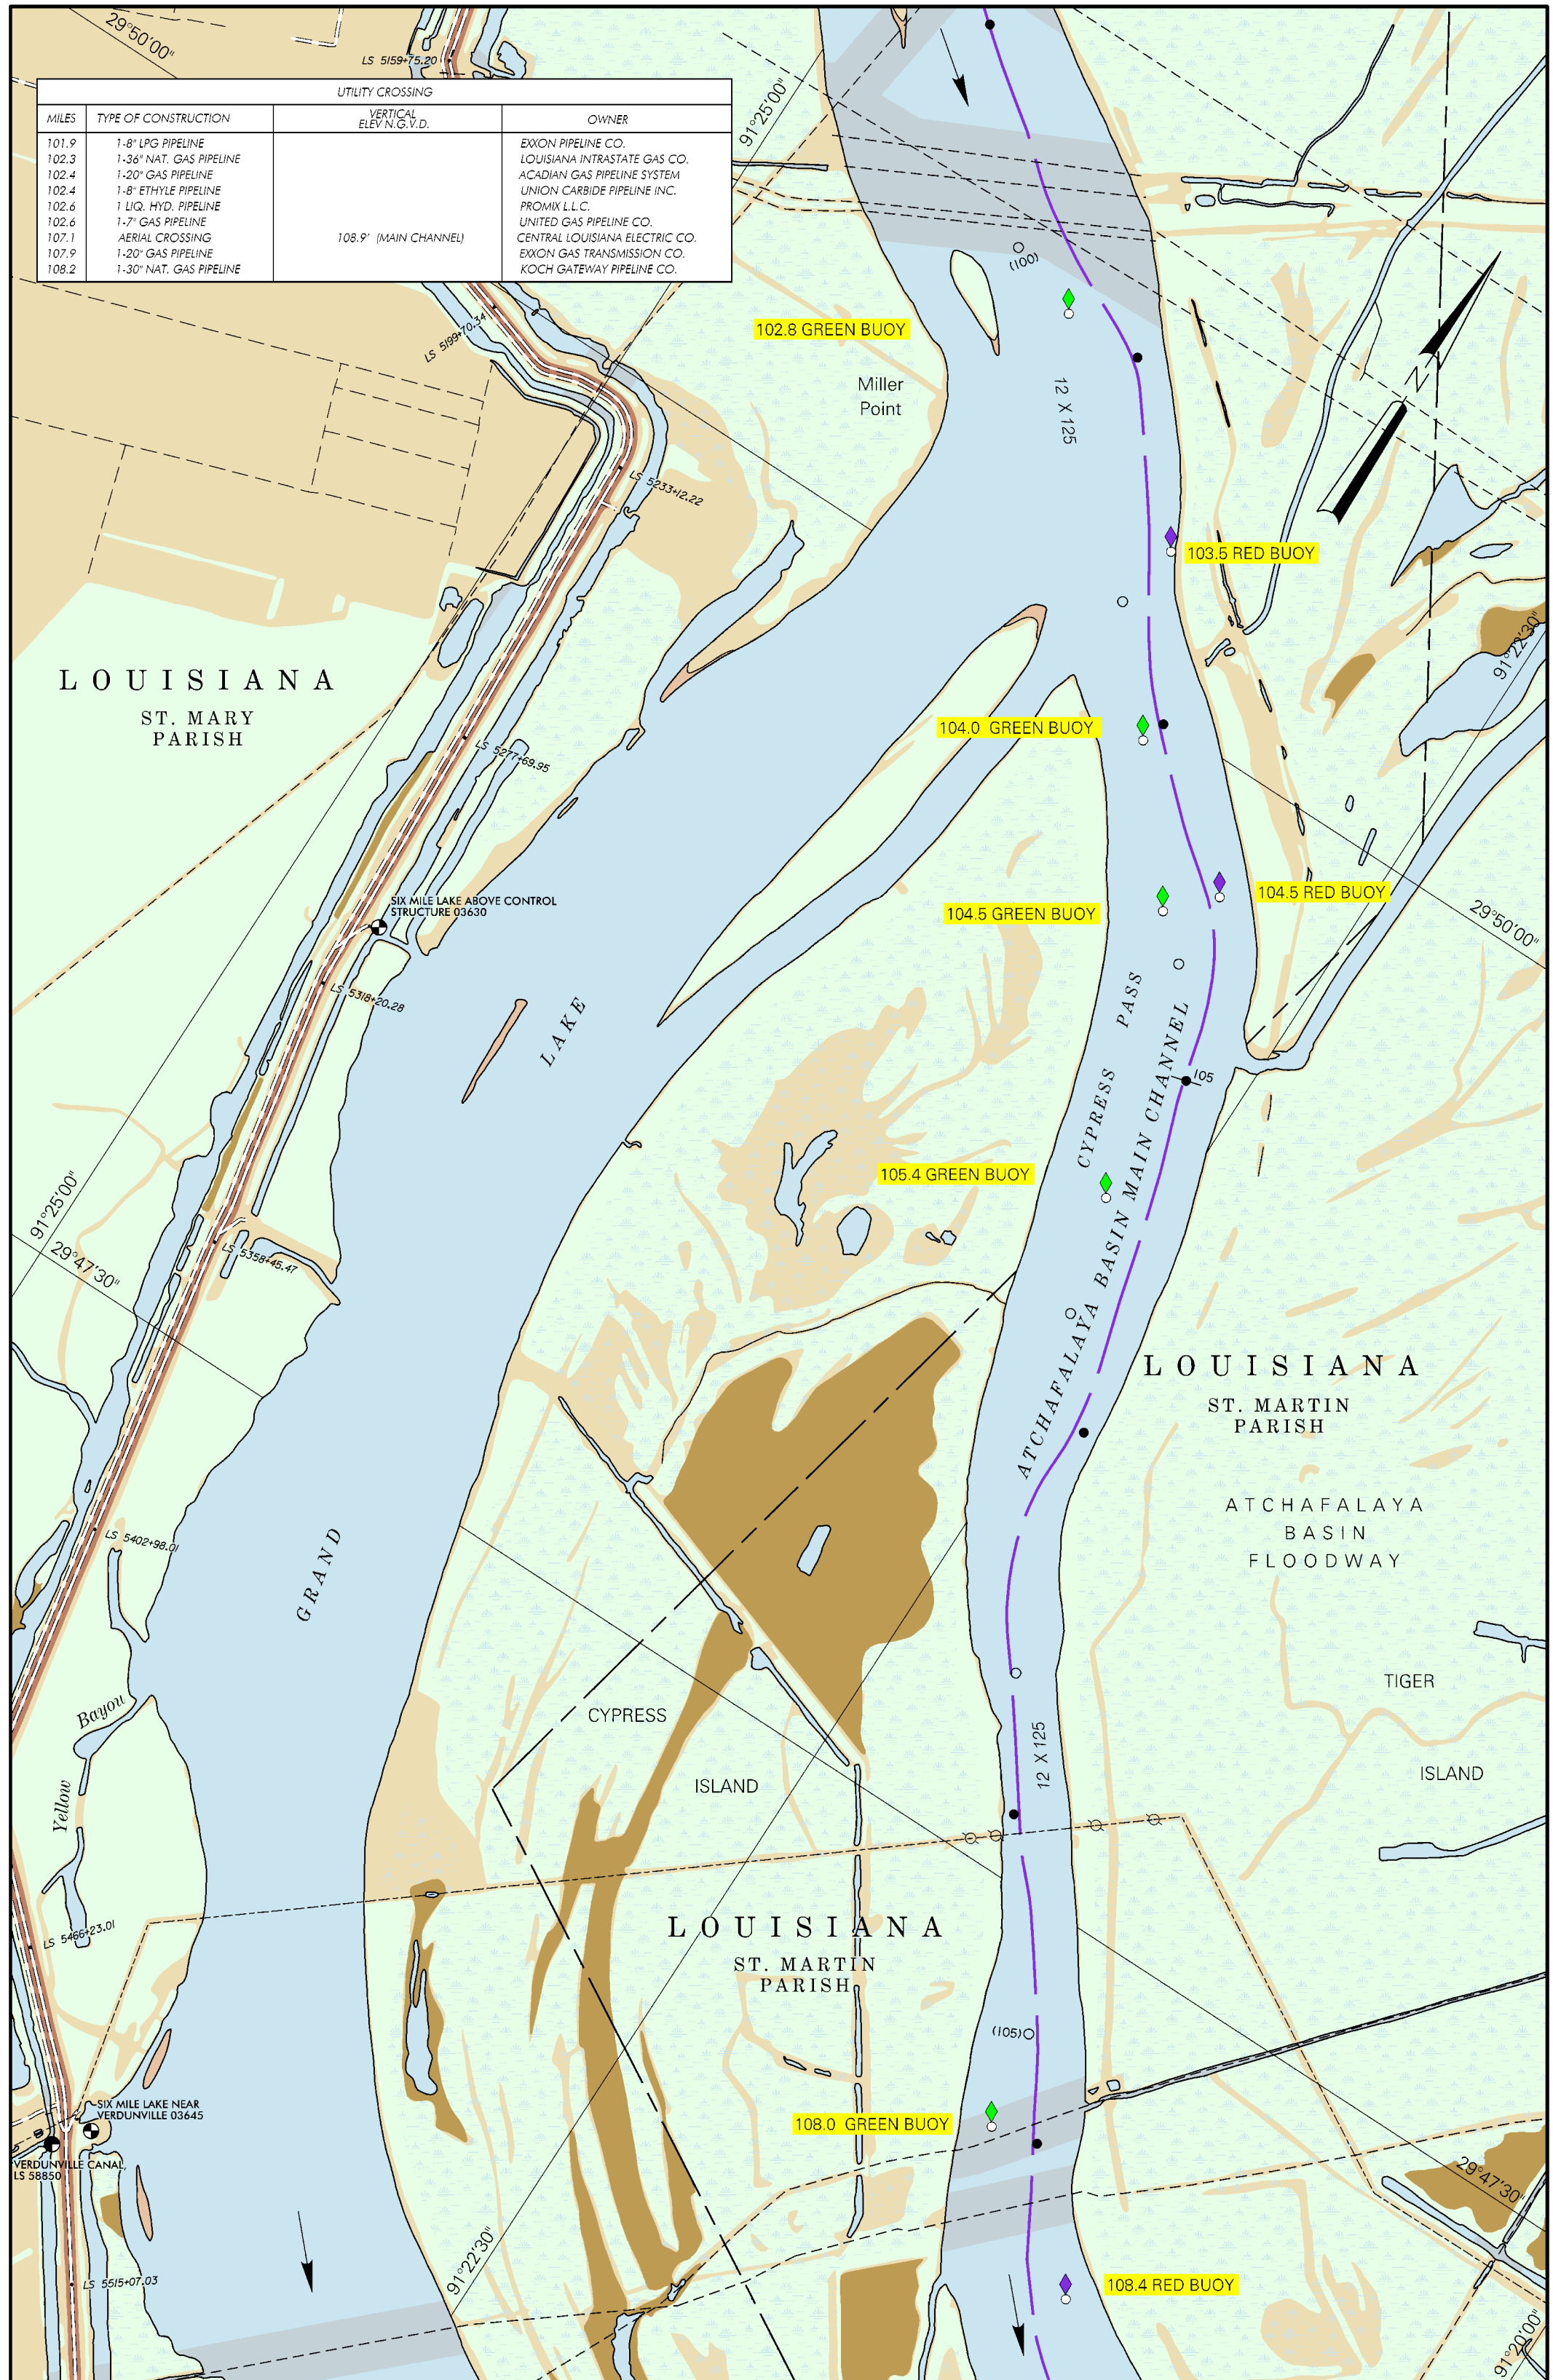 29°50'00"
LS 5159+75.20
UTILITY CROSSING
MILES TYPE OF CONSTRUCTION VERTICAL ELEV N.G.V.D. OWNER
101.9 1-8" LPG PIPELINE EXXON PIPELINE CO.
102.3 1-36" NAT. GAS PIPELINE LOUISIANA INTRASTATE GAS CO.
102.4 1-20" GAS PIPELINE ACADIAN GAS PIPELINE SYSTEM
102.4 1-8" ETHYLE PIPELINE UNION CARBIDE PIPELINE INC.
102.6 1 LIQ. HYD. PIPELINE PROMIX L.L.C.
102.6 1-7" GAS PIPELINE UNITED GAS PIPELINE CO.
107.1 AERIAL CROSSING 108.9' (MAIN CHANNEL) CENTRAL LOUISIANA ELECTRIC CO.
107.9 1-20" GAS PIPELINE EXXON GAS TRANSMISSION CO.
108.2 1-30" NAT. GAS PIPELINE KOCH GATEWAY PIPELINE CO.
91°25'00"
(100)
LS 5199+70.34
102.8 GREEN BUOY
Miller
Point
12 X 125
N
LS 5233+12.22
103.5 RED BUOY
91°22'30"
LOUISIANA
ST. MARY
PARISH
104.0 GREEN BUOY
LS 5277+69.95
104.5 RED BUOY
SIX MILE LAKE ABOVE CONTROL
STRUCTURE 03630
104.5 GREEN BUOY
29°50'00"
LS 5318+20.28
LAKE
CYPRESS PASS
105
ATCHAFALAYA BASIN MAIN CHANNEL
105.4 GREEN BUOY
91°25'00"
29°47'30"
LS 5358+45.47
LOUISIANA
ST. MARTIN
PARISH
ATCHAFALAYA
BASIN
FLOODWAY
LS 5402+98.01
GRAND
TIGER
ISLAND
Yellow Bayou
CYPRESS
ISLAND
12 X 125
LOUISIANA
ST. MARTIN
PARISH
LS 5466+23.01
(105)
SIX MILE LAKE NEAR
VERDUNVILLE 03645
108.0 GREEN BUOY
VERDUNVILLE CANAL,
LS 58850
29°47'30"
91°22'30"
LS 5515+07.03
108.4 RED BUOY
91°20'00"